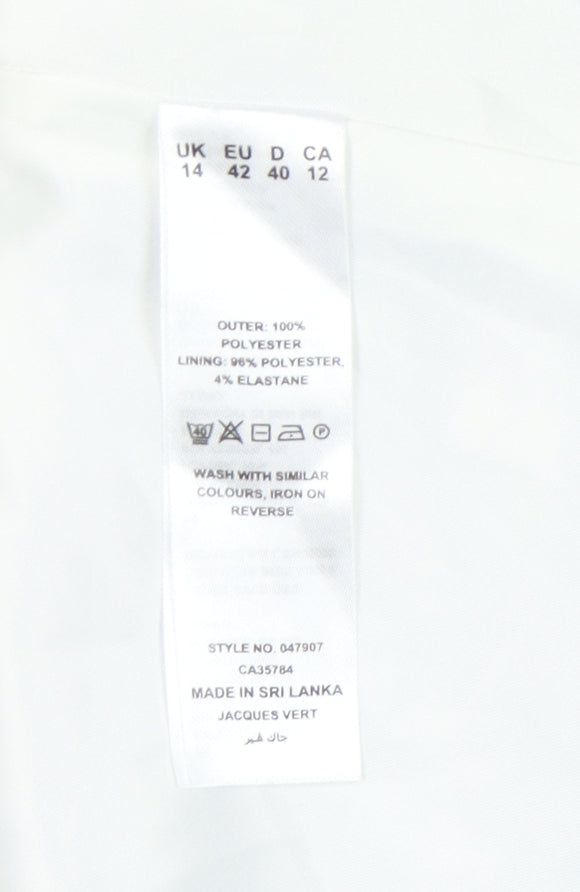 UK EU D CA
14 42 40 12
OUTER: 100%
POLYESTER
LINING: 96% POLYESTER,
4% ELASTANE
40 P
WASH WITH SIMILAR
COLOURS, IRON ON
REVERSE
STYLE NO. 047907
CA35784
MADE IN SRI LANKA
JACQUES VERT
جاك فير